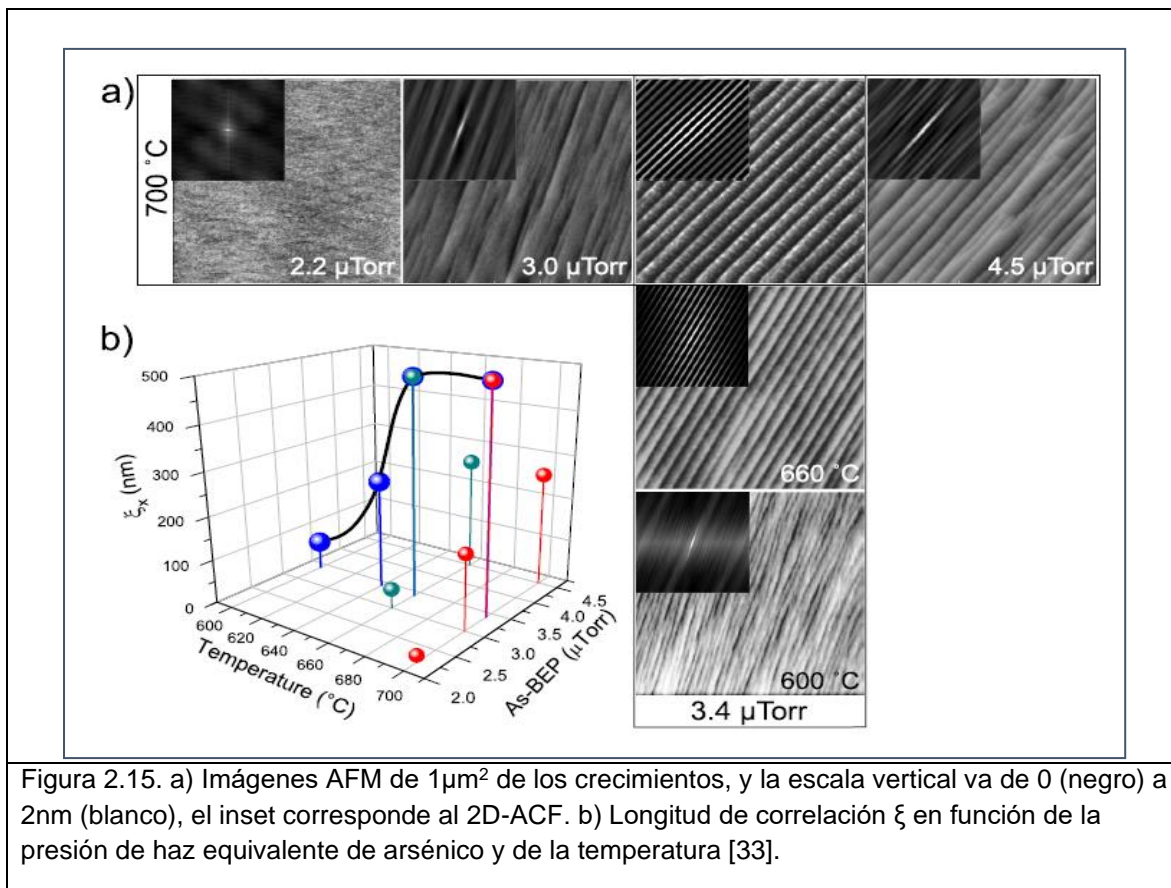 a)
700 °C
2.2 µTorr
3.0 µTorr
4.5 µTorr
660 °C
600 °C
3.4 µTorr
b)
500
400
300
200
100
0
ξx (nm)
600
620
640
660
680
700
Temperature (°C)
2.0
2.5
3.0
3.5
4.0
4.5
As-BEP (µTorr)
Figura 2.15. a) Imágenes AFM de 1µm² de los crecimientos, y la escala vertical va de 0 (negro) a
2nm (blanco), el inset corresponde al 2D-ACF. b) Longitud de correlación ξ en función de la
presión de haz equivalente de arsénico y de la temperatura [33].